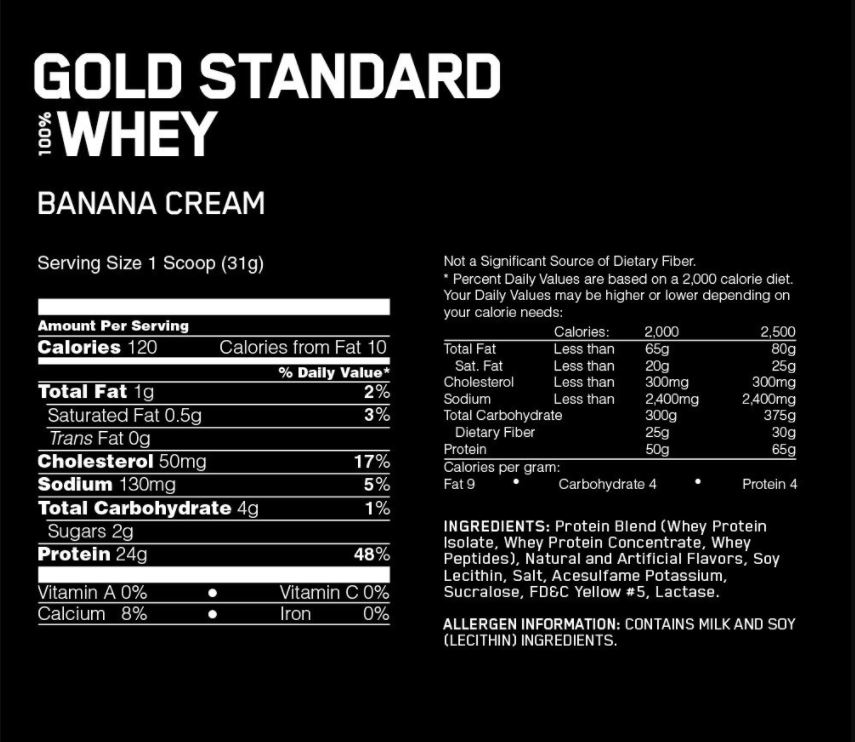 GOLD STANDARD
100% WHEY
BANANA CREAM
Serving Size 1 Scoop (31g)
Amount Per Serving
Calories 120 Calories from Fat 10
% Daily Value*
Total Fat 1g 2%
Saturated Fat 0.5g 3%
Trans Fat 0g
Cholesterol 50mg 17%
Sodium 130mg 5%
Total Carbohydrate 4g 1%
Sugars 2g
Protein 24g 48%
Vitamin A 0% • Vitamin C 0%
Calcium 8% • Iron 0%
Not a Significant Source of Dietary Fiber.
* Percent Daily Values are based on a 2,000 calorie diet.
Your Daily Values may be higher or lower depending on
your calorie needs:
Calories: 2,000 2,500
Total Fat Less than 65g 80g
Sat. Fat Less than 20g 25g
Cholesterol Less than 300mg 300mg
Sodium Less than 2,400mg 2,400mg
Total Carbohydrate 300g 375g
Dietary Fiber 25g 30g
Protein 50g 65g
Calories per gram:
Fat 9 • Carbohydrate 4 • Protein 4
INGREDIENTS: Protein Blend (Whey Protein
Isolate, Whey Protein Concentrate, Whey
Peptides), Natural and Artificial Flavors, Soy
Lecithin, Salt, Acesulfame Potassium,
Sucralose, FD&C Yellow #5, Lactase.
ALLERGEN INFORMATION: CONTAINS MILK AND SOY
(LECITHIN) INGREDIENTS.